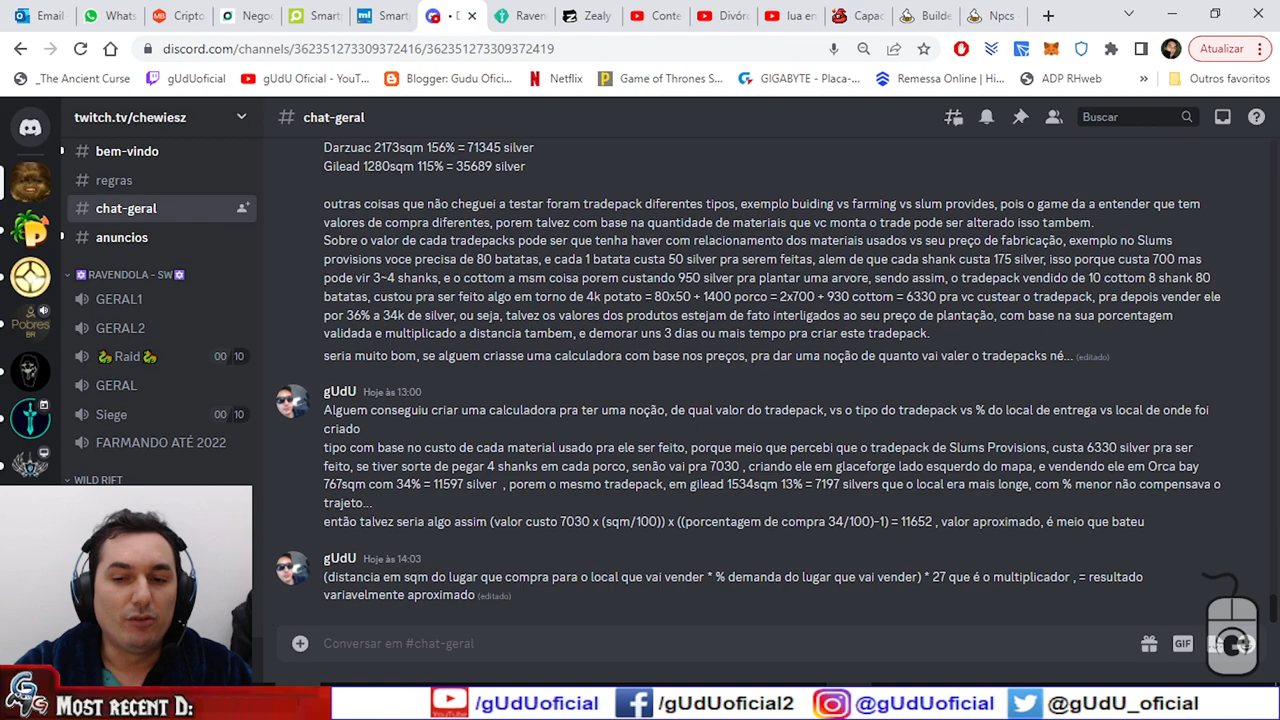 Email
Whats
Cripto
Nego
Smart
Smart
D
Raven
Zealy
Conte
Divór
lua em
Capac
Builde
Npcs
discord.com/channels/362351273309372416/362351273309372419
Atualizar
_The Ancient Curse
gUdUoficial
gUdU Oficial - YouT...
Blogger: Gudu Ofici...
Netflix
Game of Thrones S...
GIGABYTE - Placa-...
Remessa Online | Hi...
ADP RHweb
»
Outros favoritos
twitch.tv/chewiesz
# chat-geral
Buscar
# bem-vindo
# regras
# chat-geral
# anuncios
RAVENDOLA - SW
GERAL1
GERAL2
Raid 00 10
GERAL
Siege 00 10
FARMANDO ATÉ 2022
WILD RIFT
Pobres
BR
Darzuac 2173sqm 156% = 71345 silver
Gilead 1280sqm 115% = 35689 silver
outras coisas que não cheguei a testar foram tradepack diferentes tipos, exemplo buiding vs farming vs slum provides, pois o game da a entender que tem
valores de compra diferentes, porem talvez com base na quantidade de materiais que vc monta o trade pode ser alterado isso tambem.
Sobre o valor de cada tradepacks pode ser que tenha haver com relacionamento dos materiais usados vs seu preço de fabricação, exemplo no Slums
provisions voce precisa de 80 batatas, e cada 1 batata custa 50 silver pra serem feitas, alem de que cada shank custa 175 silver, isso porque custa 700 mas
pode vir 3~4 shanks, e o cottom a msm coisa porem custando 950 silver pra plantar uma arvore, sendo assim, o tradepack vendido de 10 cottom 8 shank 80
batatas, custou pra ser feito algo em torno de 4k potato = 80x50 + 1400 porco = 2x700 + 930 cottom = 6330 pra vc custear o tradepack, pra depois vender ele
por 36% a 34k de silver, ou seja, talvez os valores dos produtos estejam de fato interligados ao seu preço de plantação, com base na sua porcentagem
validada e multiplicado a distancia tambem, e demorar uns 3 dias ou mais tempo pra criar este tradepack.
seria muito bom, se alguem criasse uma calculadora com base nos preços, pra dar uma noção de quanto vai valer o tradepacks né... (editado)
gUdU Hoje às 13:00
Alguem conseguiu criar uma calculadora pra ter uma noção, de qual valor do tradepack, vs o tipo do tradepack vs % do local de entrega vs local de onde foi
criado
tipo com base no custo de cada material usado pra ele ser feito, porque meio que percebi que o tradepack de Slums Provisions, custa 6330 silver pra ser
feito, se tiver sorte de pegar 4 shanks em cada porco, senão vai pra 7030 , criando ele em glaceforge lado esquerdo do mapa, e vendendo ele em Orca bay
767sqm com 34% = 11597 silver , porem o mesmo tradepack, em gilead 1534sqm 13% = 7197 silvers que o local era mais longe, com % menor não compensava o
trajeto...
então talvez seria algo assim (valor custo 7030 x (sqm/100)) x ((porcentagem de compra 34/100)-1) = 11652 , valor aproximado, é meio que bateu
gUdU Hoje às 14:03
(distancia em sqm do lugar que compra para o local que vai vender * % demanda do lugar que vai vender) * 27 que é o multiplicador , = resultado
variavelmente aproximado (editado)
Conversar em #chat-geral
GIF
MOST RECENT D:
YouTube
/gUdUoficial
/gUdUoficial2
@gUdUoficial
@gUdU_oficial